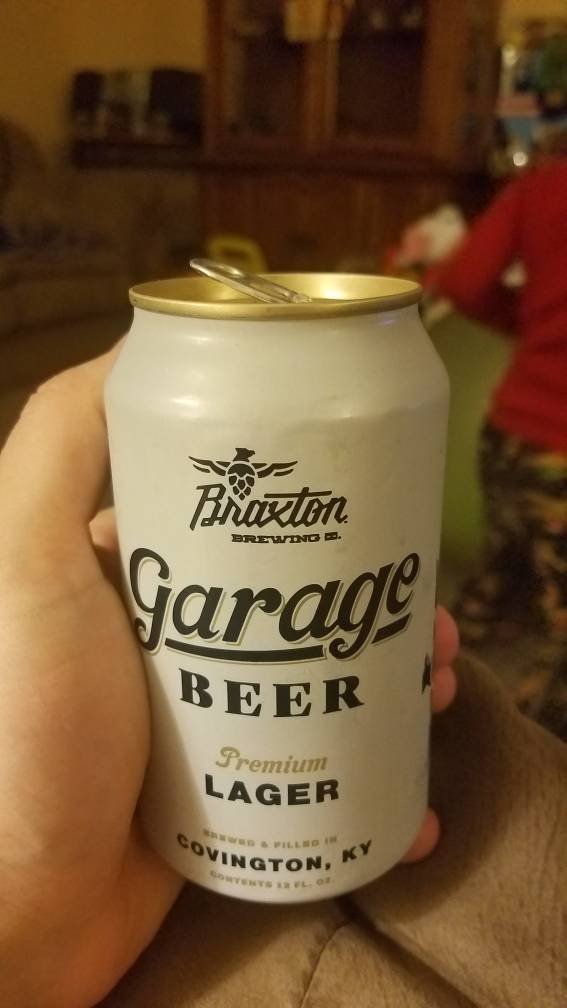 Braxton
BREWING CO.
Garage
BEER
Premium
LAGER
BREWED & FILLED IN
COVINGTON, KY
CONTENTS 12 FL. OZ.